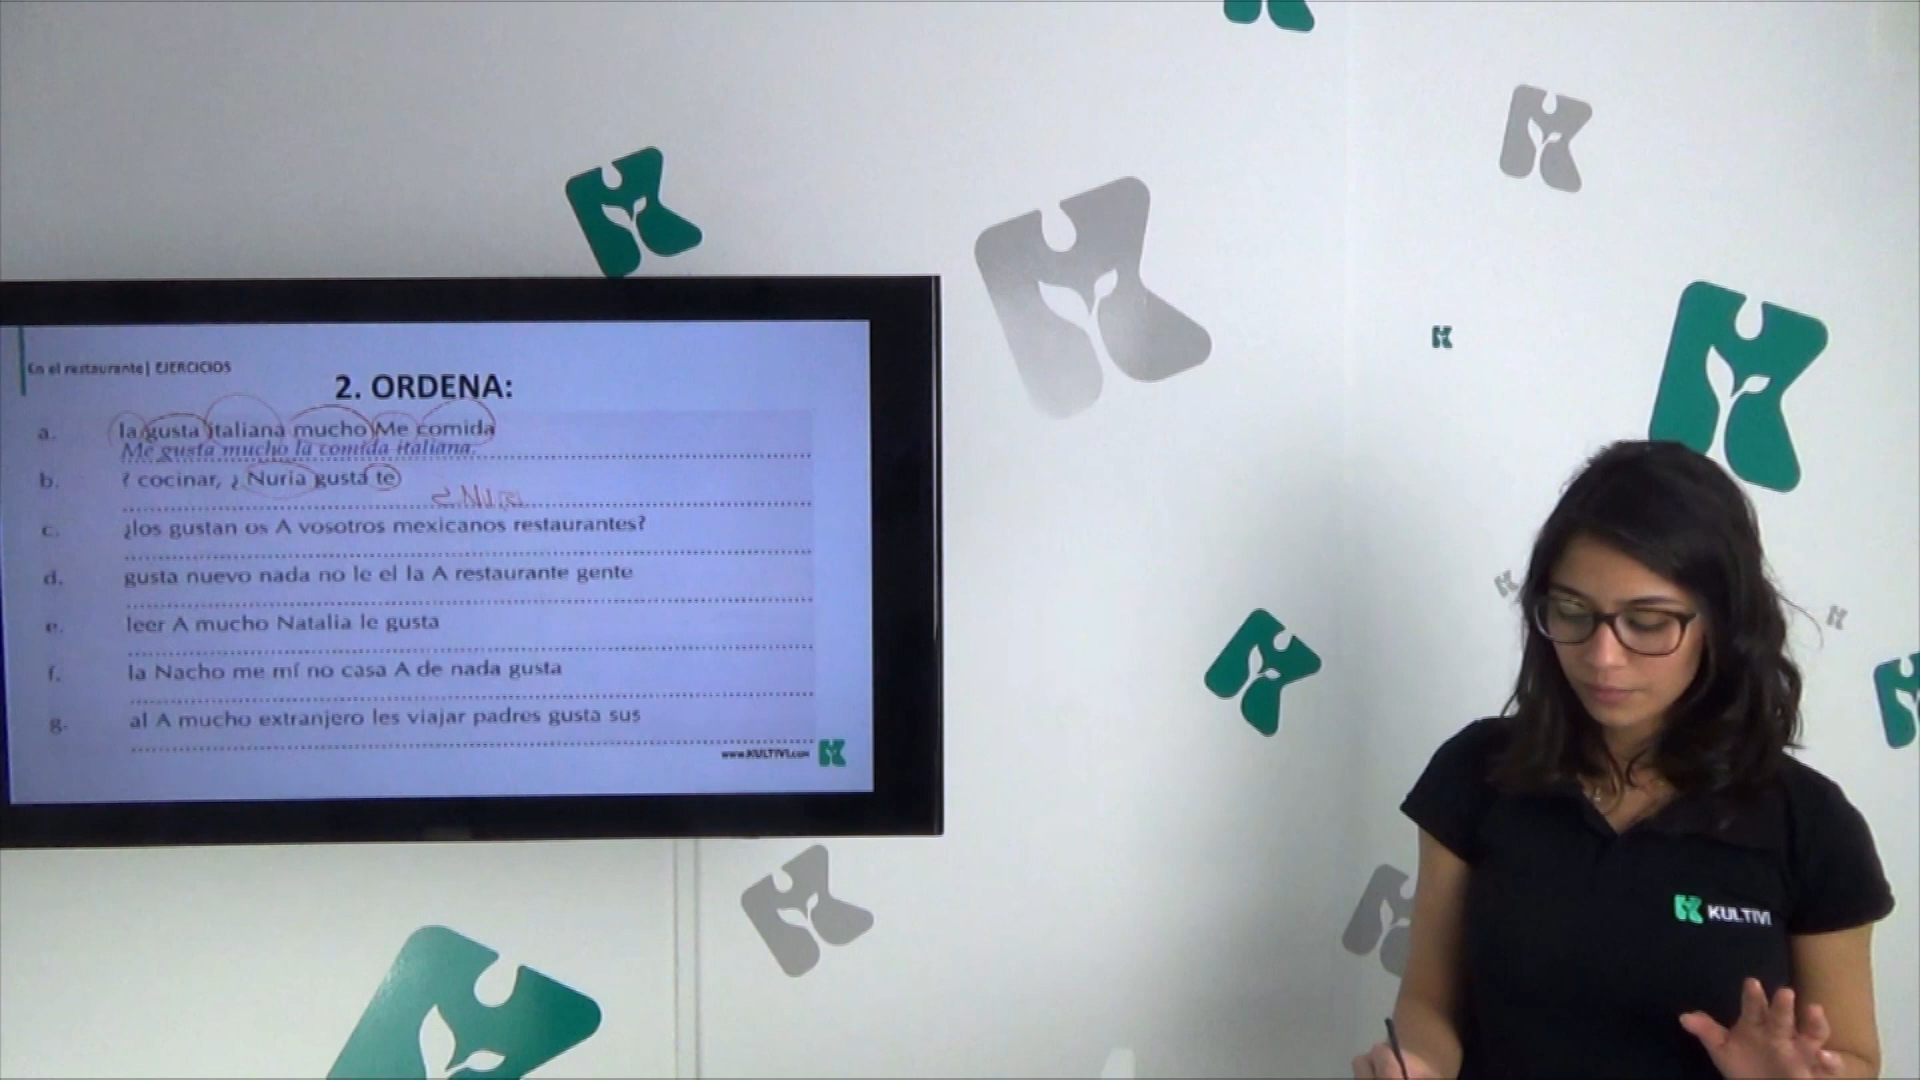 En el restaurante| EJERCICIOS
2. ORDENA:
a. la gusta italiana mucho Me comida
Me gusta mucho la comida italiana.
b. ? cocinar, ¿ Nuria gusta te
¿Nuria
c. ¿los gustan os A vosotros mexicanos restaurantes?
d. gusta nuevo nada no le el la A restaurante gente
e. leer A mucho Natalia le gusta
f. la Nacho me mí no casa A de nada gusta
g. al A mucho extranjero les viajar padres gusta sus
www.KULTIVI.com
KULTIVI